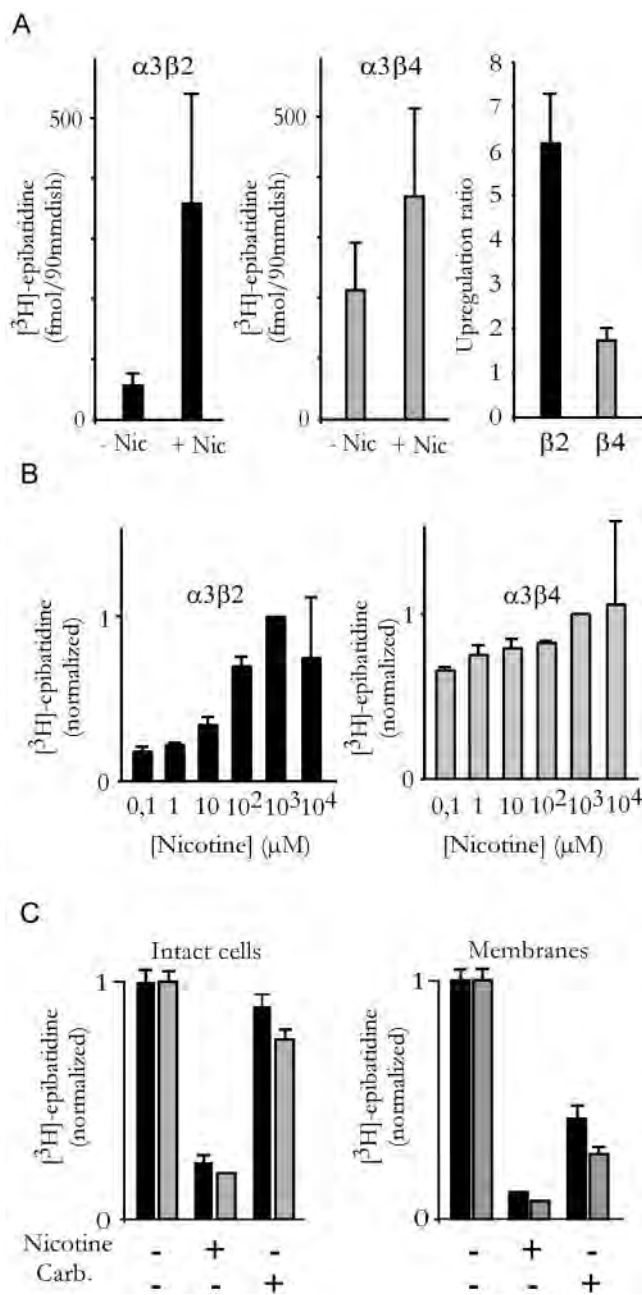 A
α3β2
[³H]-epibatidine
(fmol/90mmdish)
500
0
- Nic + Nic
α3β4
[³H]-epibatidine
(fmol/90mmdish)
500
0
- Nic + Nic
Upregulation ratio
8
7
6
5
4
3
2
1
0
β2 β4
B
α3β2
[³H]-epibatidine
(normalized)
1
0
0,1 1 10 10² 10³ 10⁴
[Nicotine] (µM)
α3β4
[³H]-epibatidine
(normalized)
1
0
0,1 1 10 10² 10³ 10⁴
[Nicotine] (µM)
C
Intact cells
[³H]-epibatidine
(normalized)
1
0
Membranes
[³H]-epibatidine
(normalized)
1
0
Nicotine - + - - + -
Carb. - - + - - +